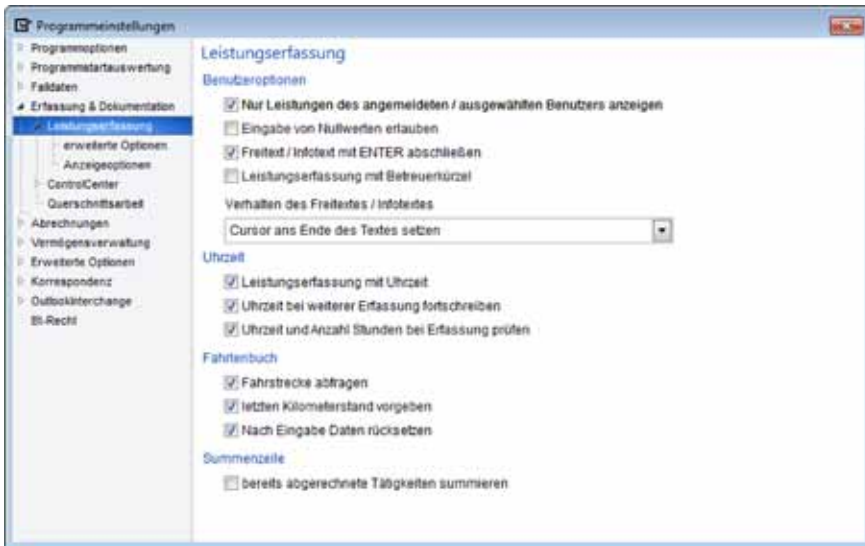 Programmeinstellungen
Programmoptionen
Programmstartauswertung
Falldaten
Erfassung & Dokumentation
Leistungserfassung
erweiterte Optionen
Anzeigeoptionen
ControlCenter
Querschnittsarbeit
Abrechnungen
Vermögensverwaltung
Erweiterte Optionen
Korrespondenz
OutlookInterchange
Bt-Recht
Leistungserfassung
Benutzeroptionen
Nur Leistungen des angemeldeten / ausgewählten Benutzers anzeigen
Eingabe von Nullwerten erlauben
Freitext / Infotext mit ENTER abschließen
Leistungserfassung mit Betreuerkürzel
Verhalten des Freitextes / Infotextes
Cursor ans Ende des Textes setzen
Uhrzeit
Leistungserfassung mit Uhrzeit
Uhrzeit bei weiterer Erfassung fortschreiben
Uhrzeit und Anzahl Stunden bei Erfassung prüfen
Fahrtenbuch
Fahrstrecke abfragen
letzten Kilometerstand vorgeben
Nach Eingabe Daten rücksetzen
Summenzeile
bereits abgerechnete Tätigkeiten summieren